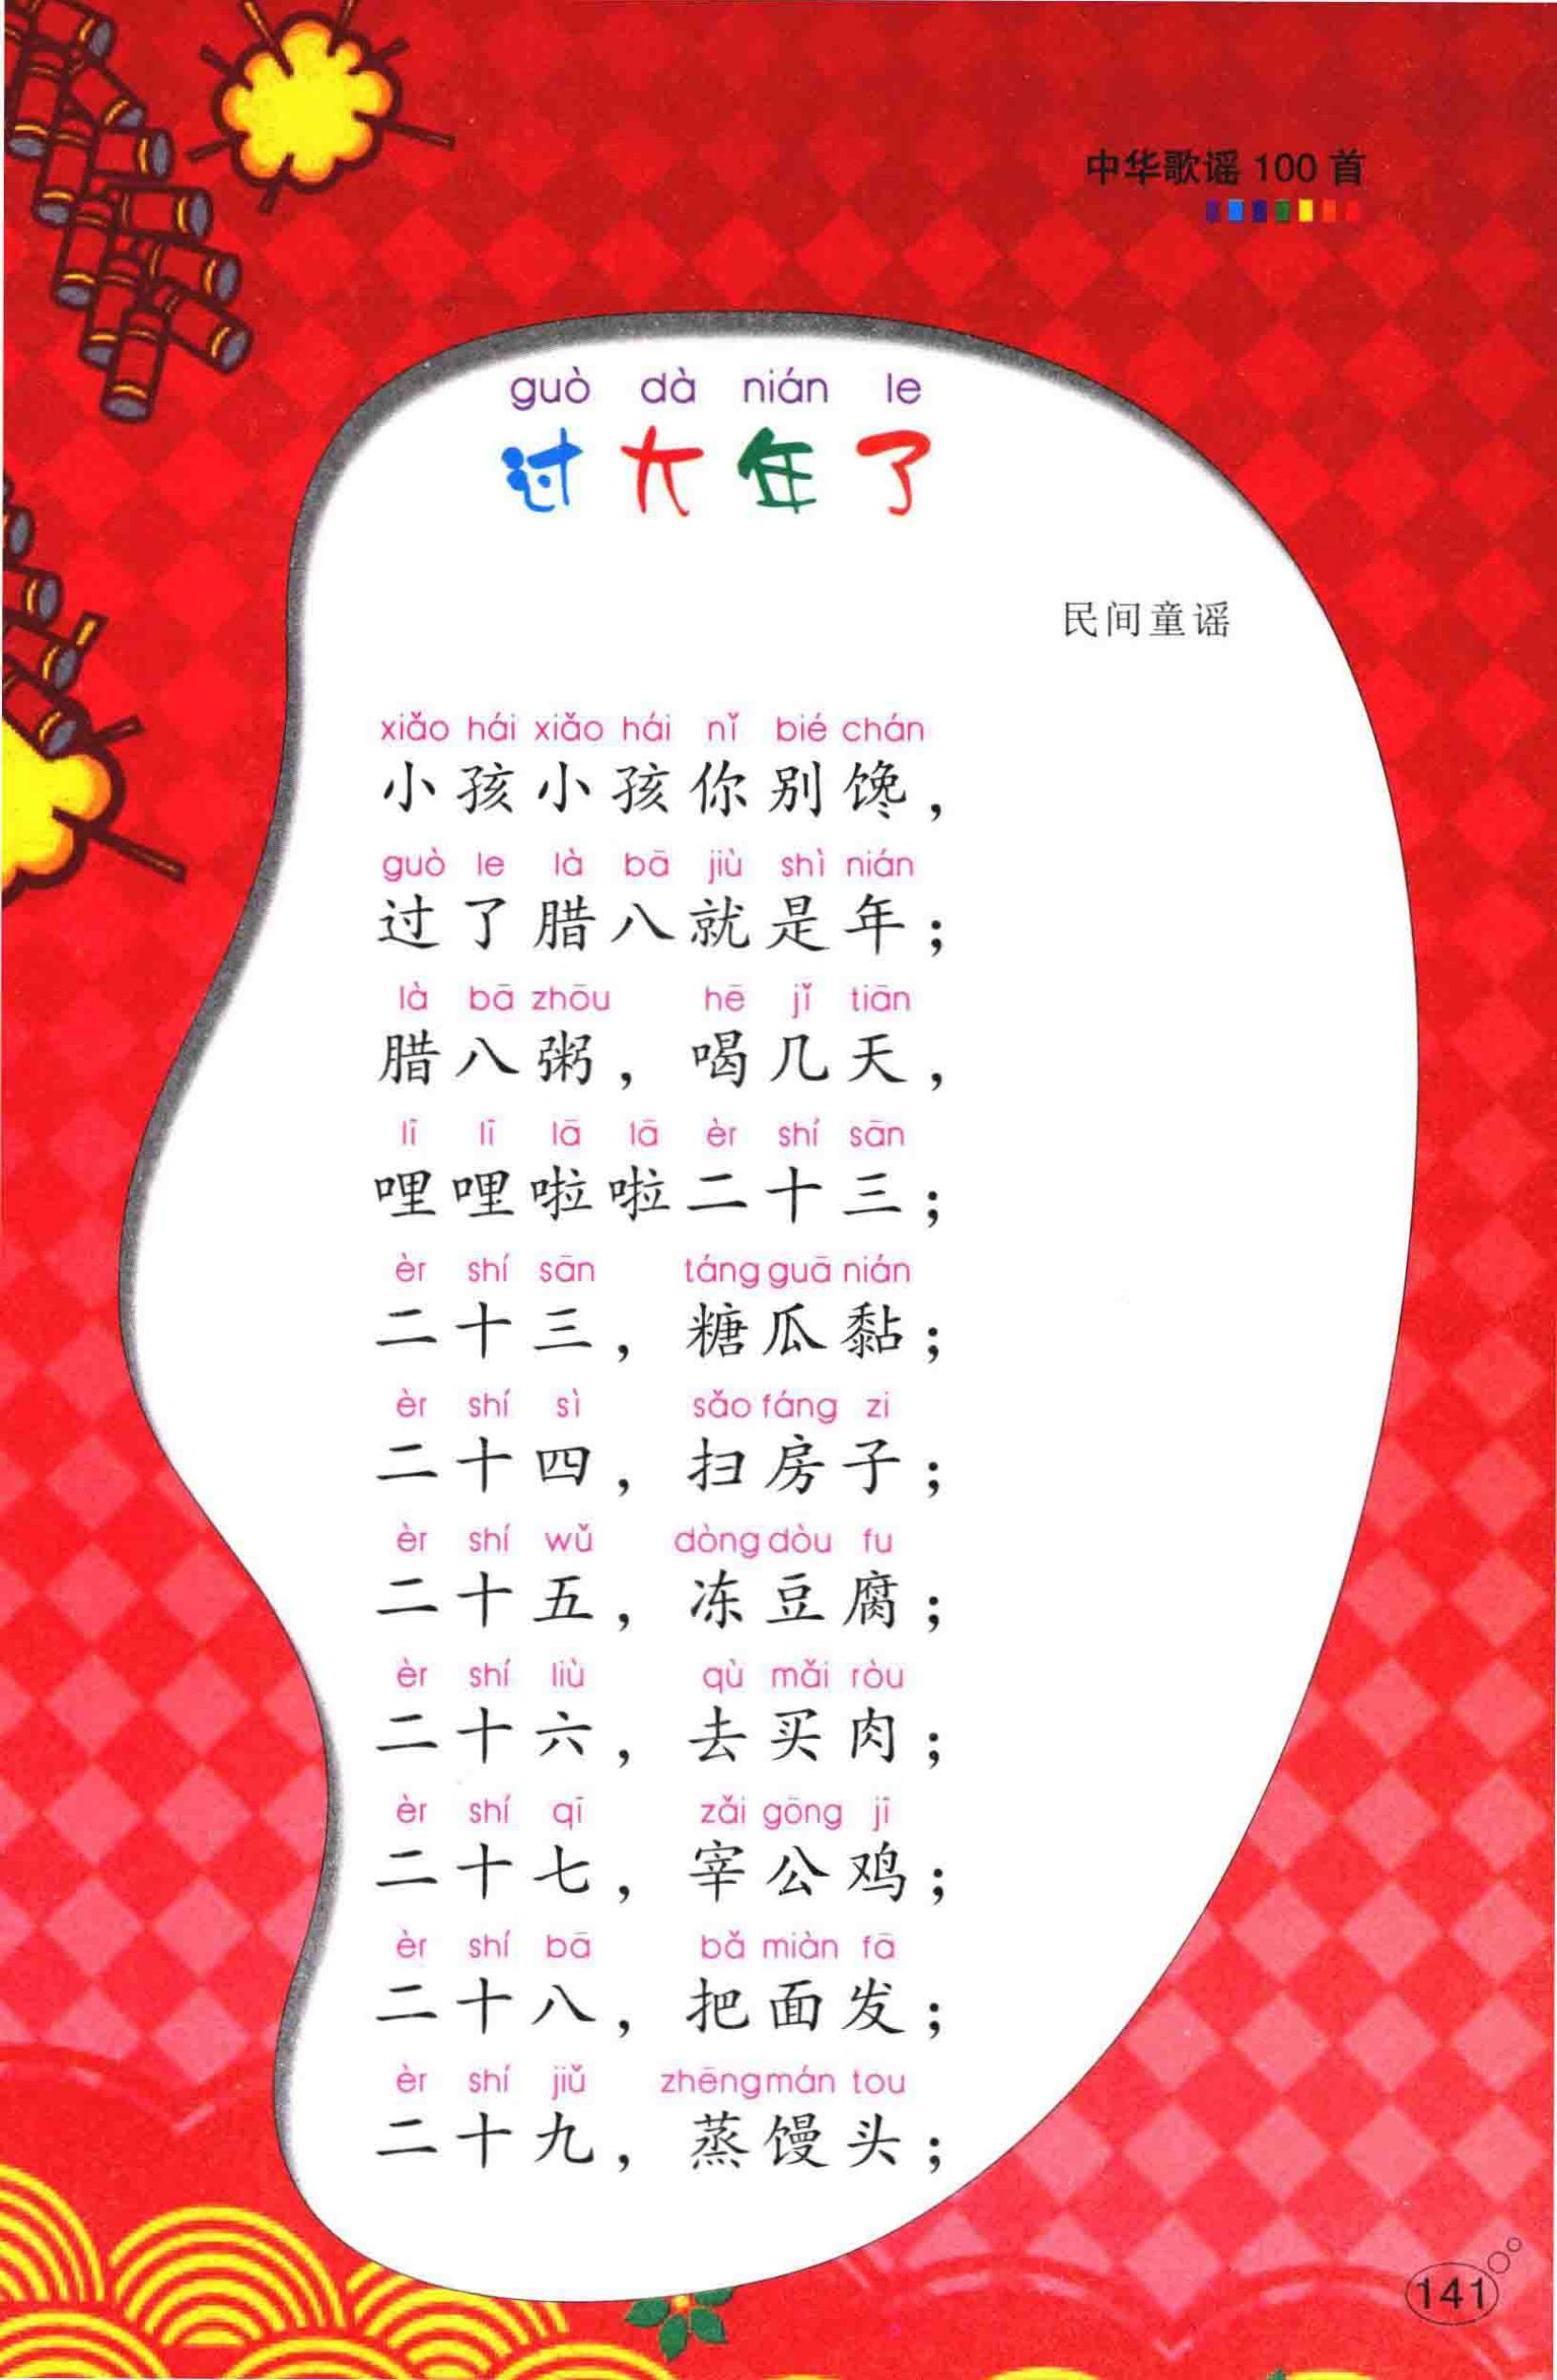 中华歌谣 100 首
guò dà nián le
过大年了
民间童谣
xiǎo hái xiǎo hái nǐ bié chán
小孩小孩你别馋，
guò le là bā jiù shì nián
过了腊八就是年；
là bā zhōu hē jǐ tiān
腊八粥，喝几天，
lī lī lā lā èr shí sān
哩哩啦啦二十三；
èr shí sān táng guā nián
二十三，糖瓜黏；
èr shí sì sǎo fáng zi
二十四，扫房子；
èr shí wǔ dòng dòu fu
二十五，冻豆腐；
èr shí liù qù mǎi ròu
二十六，去买肉；
èr shí qī zǎi gōng jī
二十七，宰公鸡；
èr shí bā bǎ miàn fā
二十八，把面发；
èr shí jiǔ zhēng mán tou
二十九，蒸馒头；
141